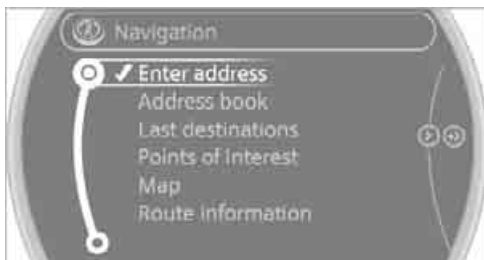 Navigation
Enter address
Address book
Last destinations
Points of Interest
Map
Route information